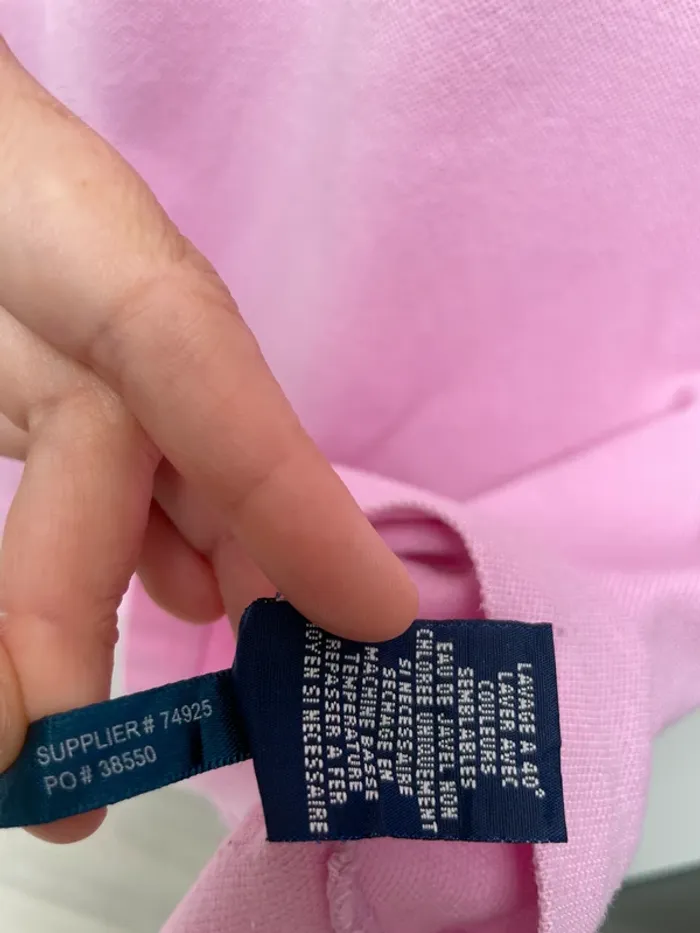 SUPPLIER# 74925
PO# 38550
LAVAGE A 40°
LAVER AVEC
COULEURS
SEMBLABLES
EAU DE JAVEL NON
CHLOREE UNIQUEMENT
SI NECESSAIRE
SECHAGE EN
MACHINE BASSE
TEMPERATURE
REPASSER A FER
MOYEN SI NECESSAIRE